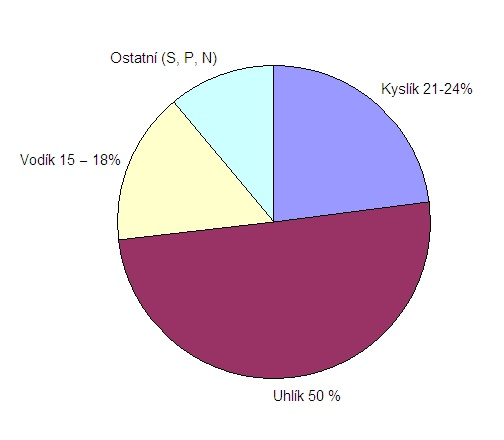 Ostatní (S, P, N)
Kyslík 21-24%
Vodík 15 – 18%
Uhlík 50 %